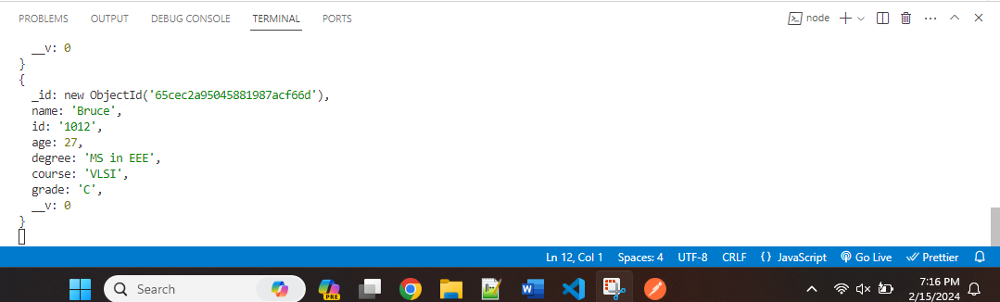 PROBLEMS OUTPUT DEBUG CONSOLE TERMINAL PORTS node
__v: 0
}
{
_id: new ObjectId('65cec2a95045881987acf66d'),
name: 'Bruce',
id: '1012',
age: 27,
degree: 'MS in EEE',
course: 'VLSI',
grade: 'C',
__v: 0
}
Ln 12, Col 1 Spaces: 4 UTF-8 CRLF {} JavaScript Go Live Prettier
Search PRE 7:16 PM
2/15/2024